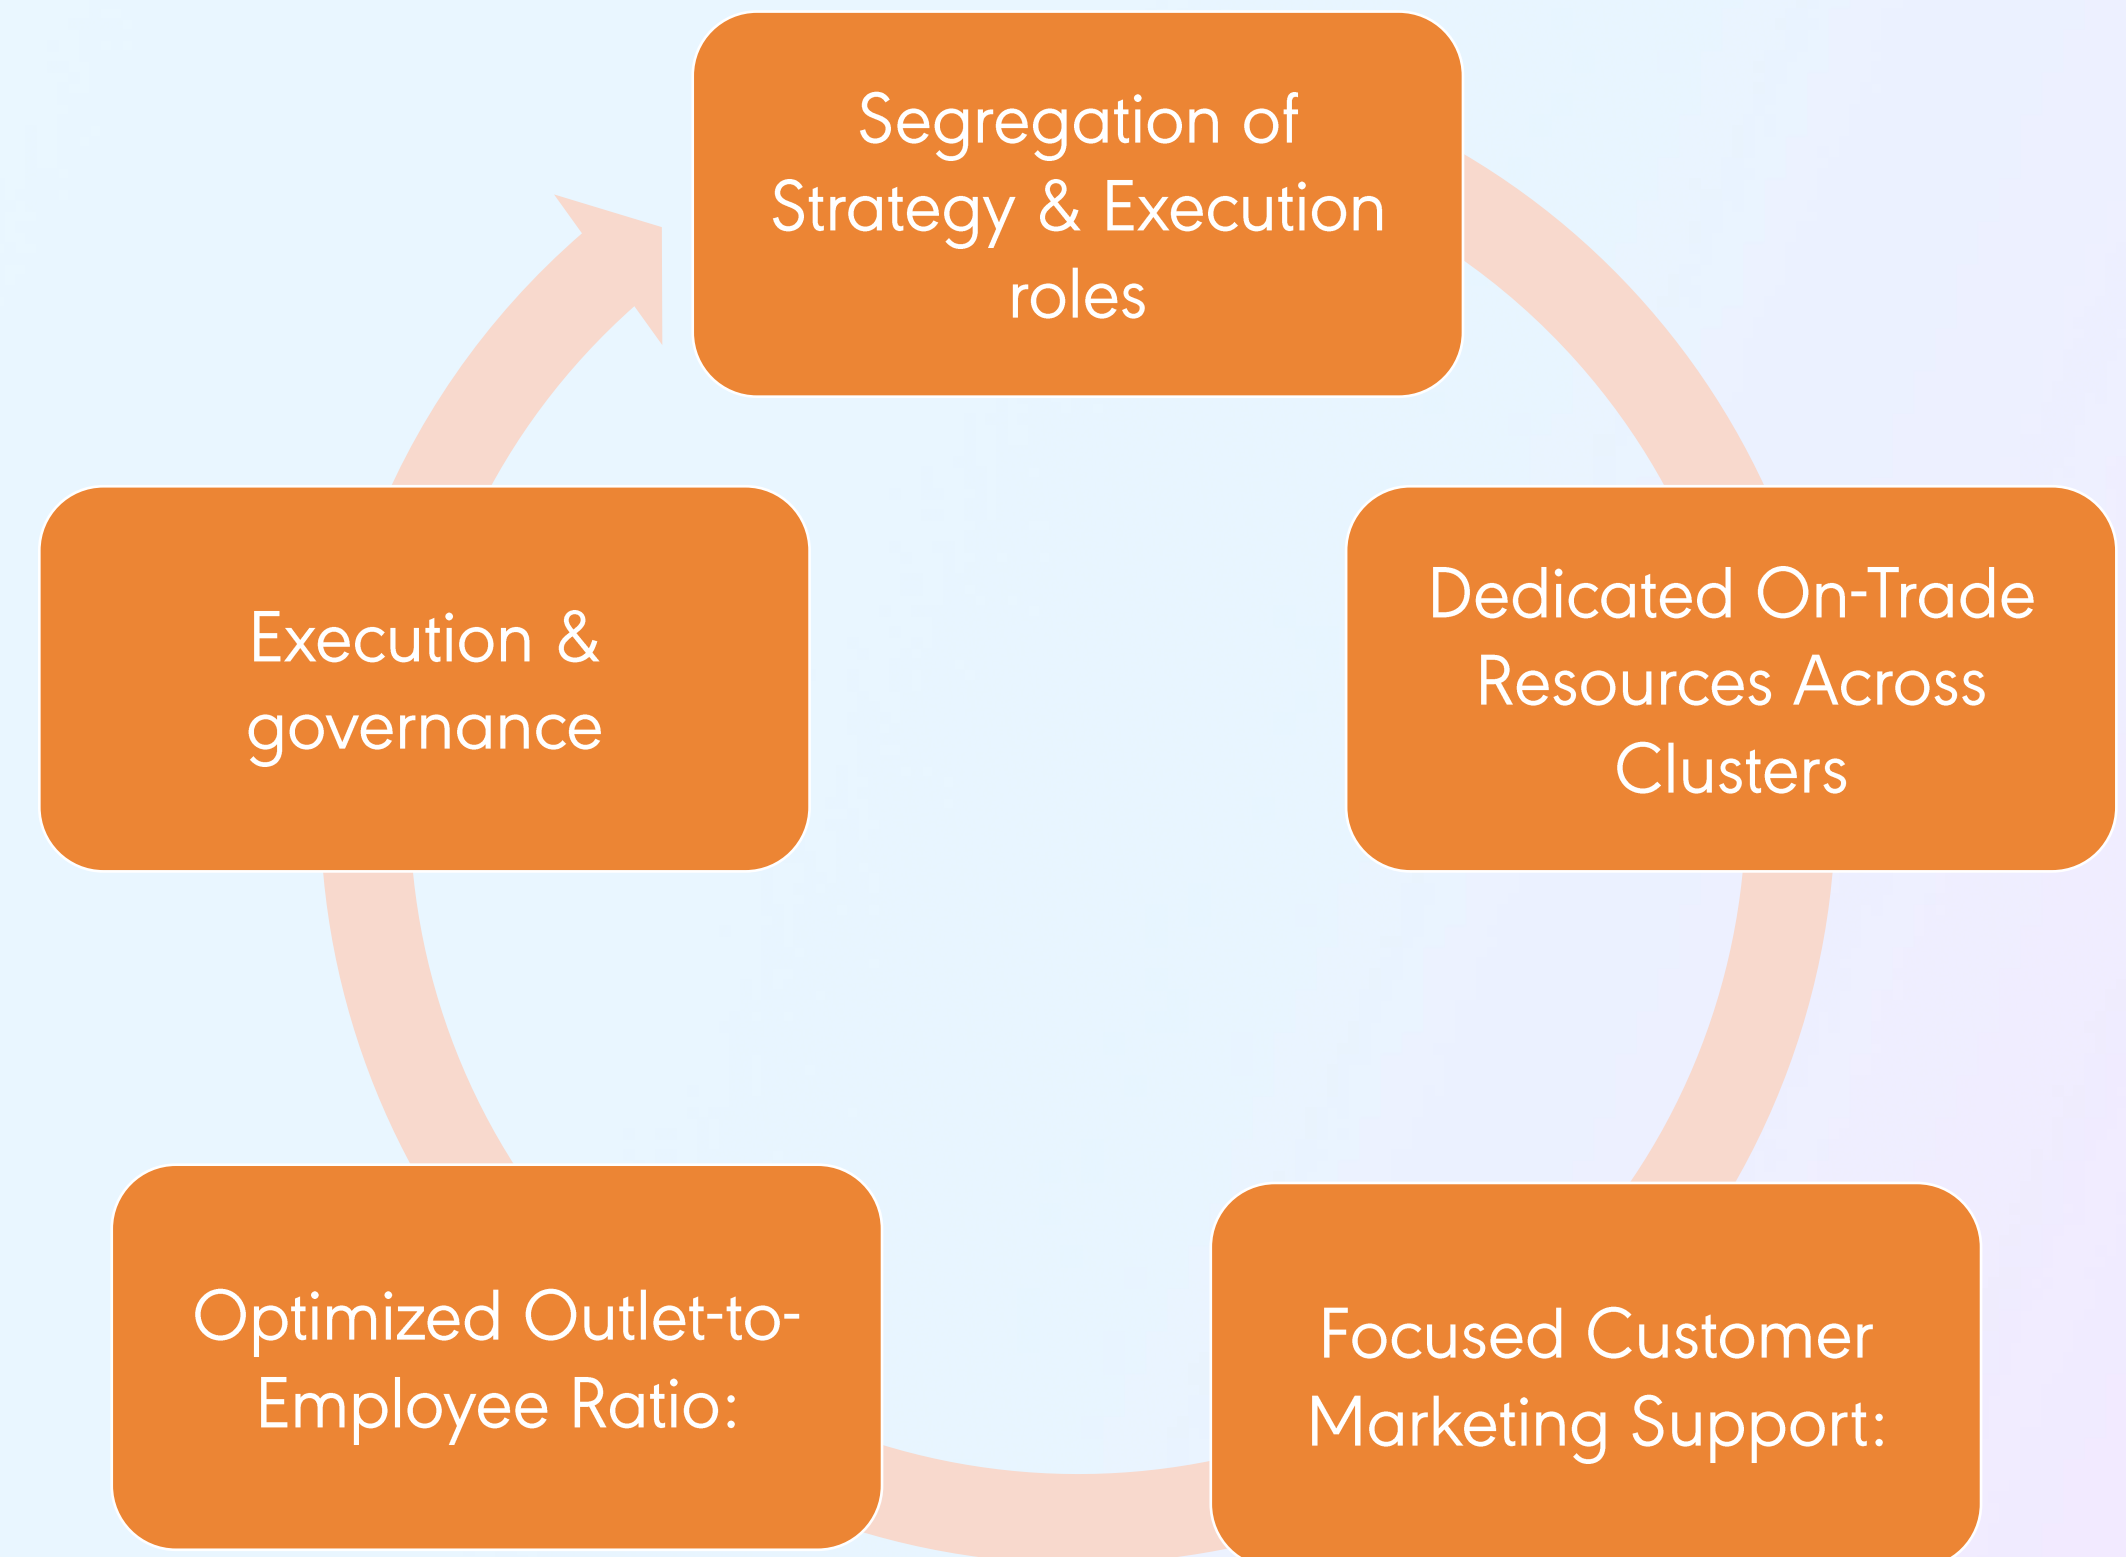 Segregation of
Strategy & Execution
roles
Dedicated On-Trade
Resources Across
Clusters
Focused Customer
Marketing Support:
Optimized Outlet-to-
Employee Ratio:
Execution &
governance